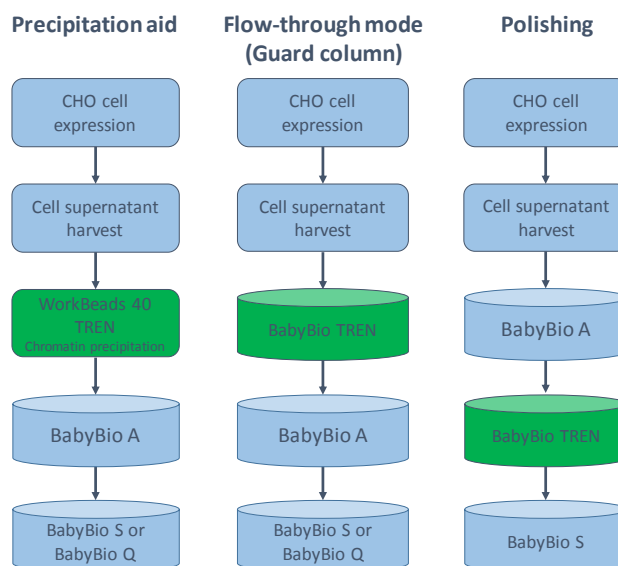 Precipitation aid
CHO cell
expression
Cell supernatant
harvest
WorkBeads 40
TREN
Chromatin precipitation
BabyBio A
BabyBio S or
BabyBio Q
Flow-through mode
(Guard column)
CHO cell
expression
Cell supernatant
harvest
BabyBio TREN
BabyBio A
BabyBio S or
BabyBio Q
Polishing
CHO cell
expression
Cell supernatant
harvest
BabyBio A
BabyBio TREN
BabyBio S